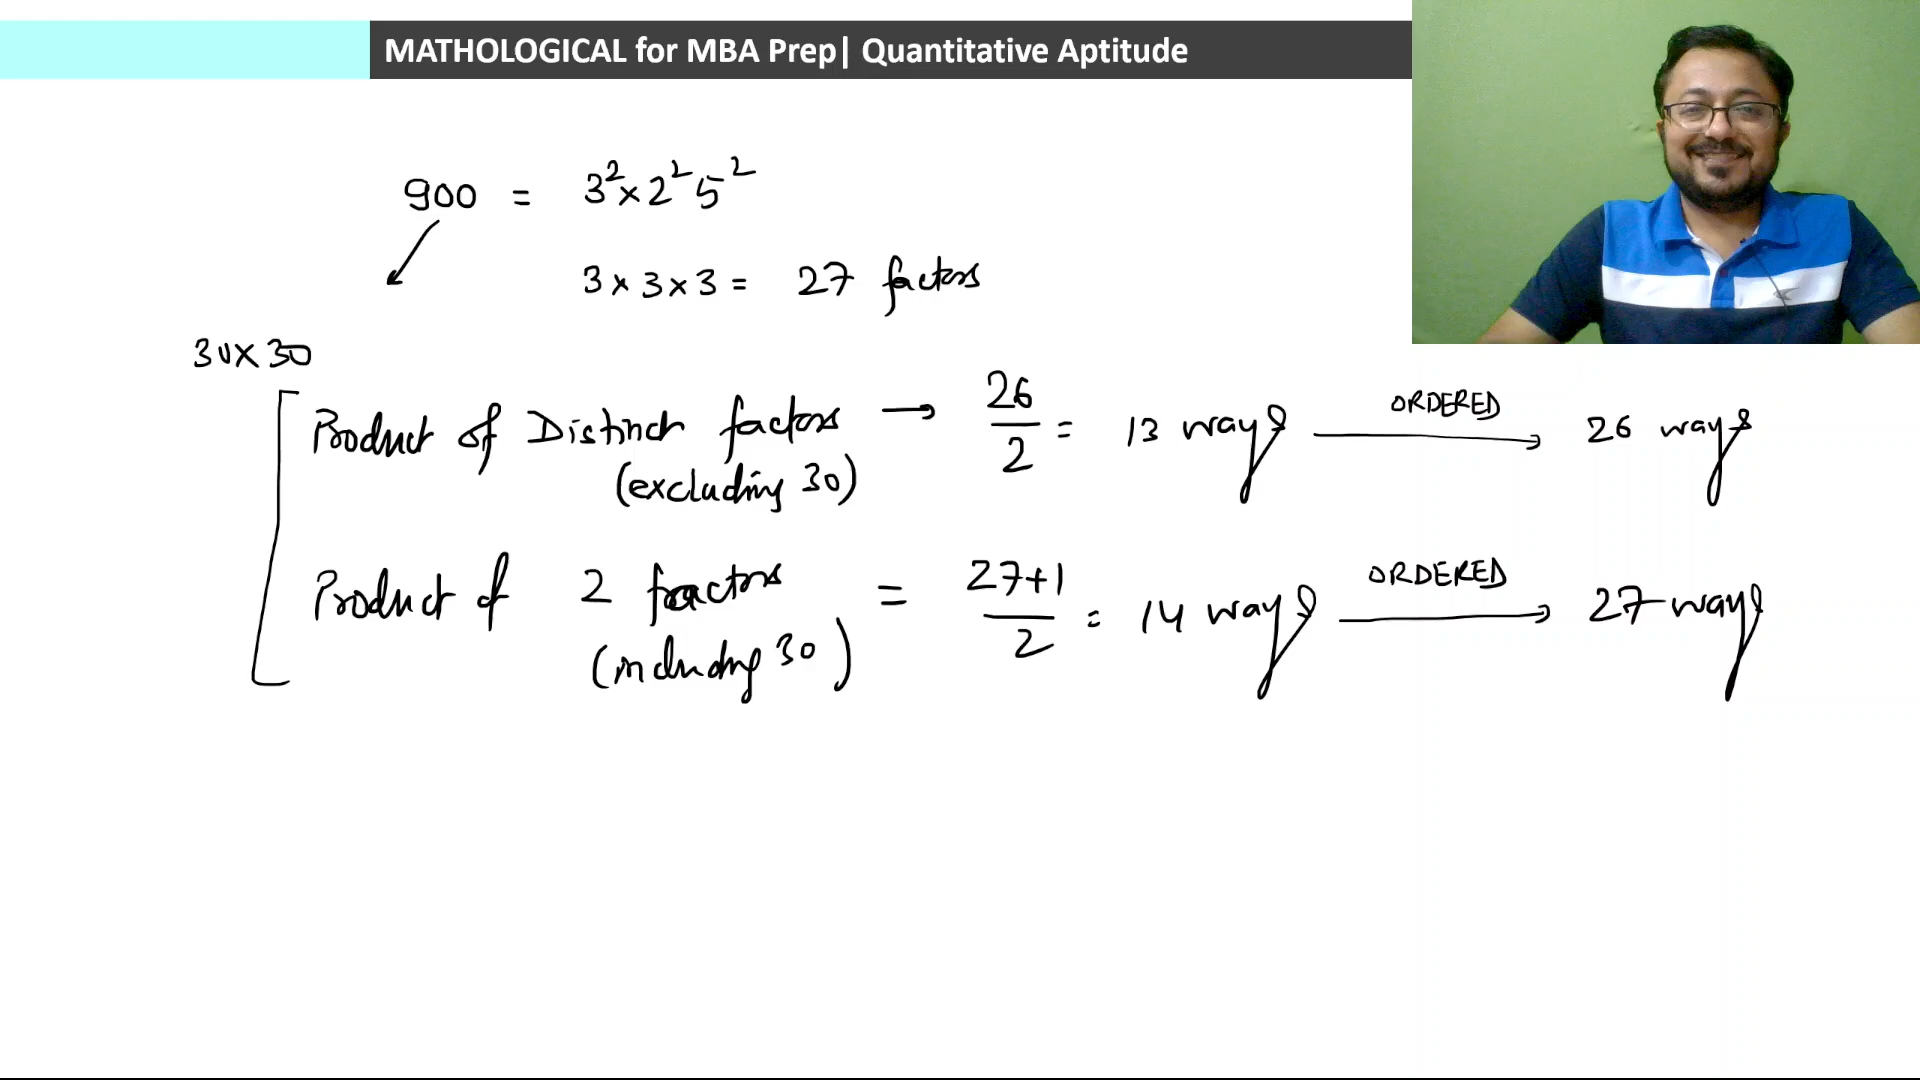 MATHOLOGICAL for MBA Prep| Quantitative Aptitude
900 = 3²×2²5²
3×3×3 = 27 factors
30×30
Product of Distinct factors → 26/2 = 13 ways ORDERED → 26 ways
(excluding 30)
Product of 2 factors = 27+1/2 = 14 ways ORDERED → 27 ways
(including 30)